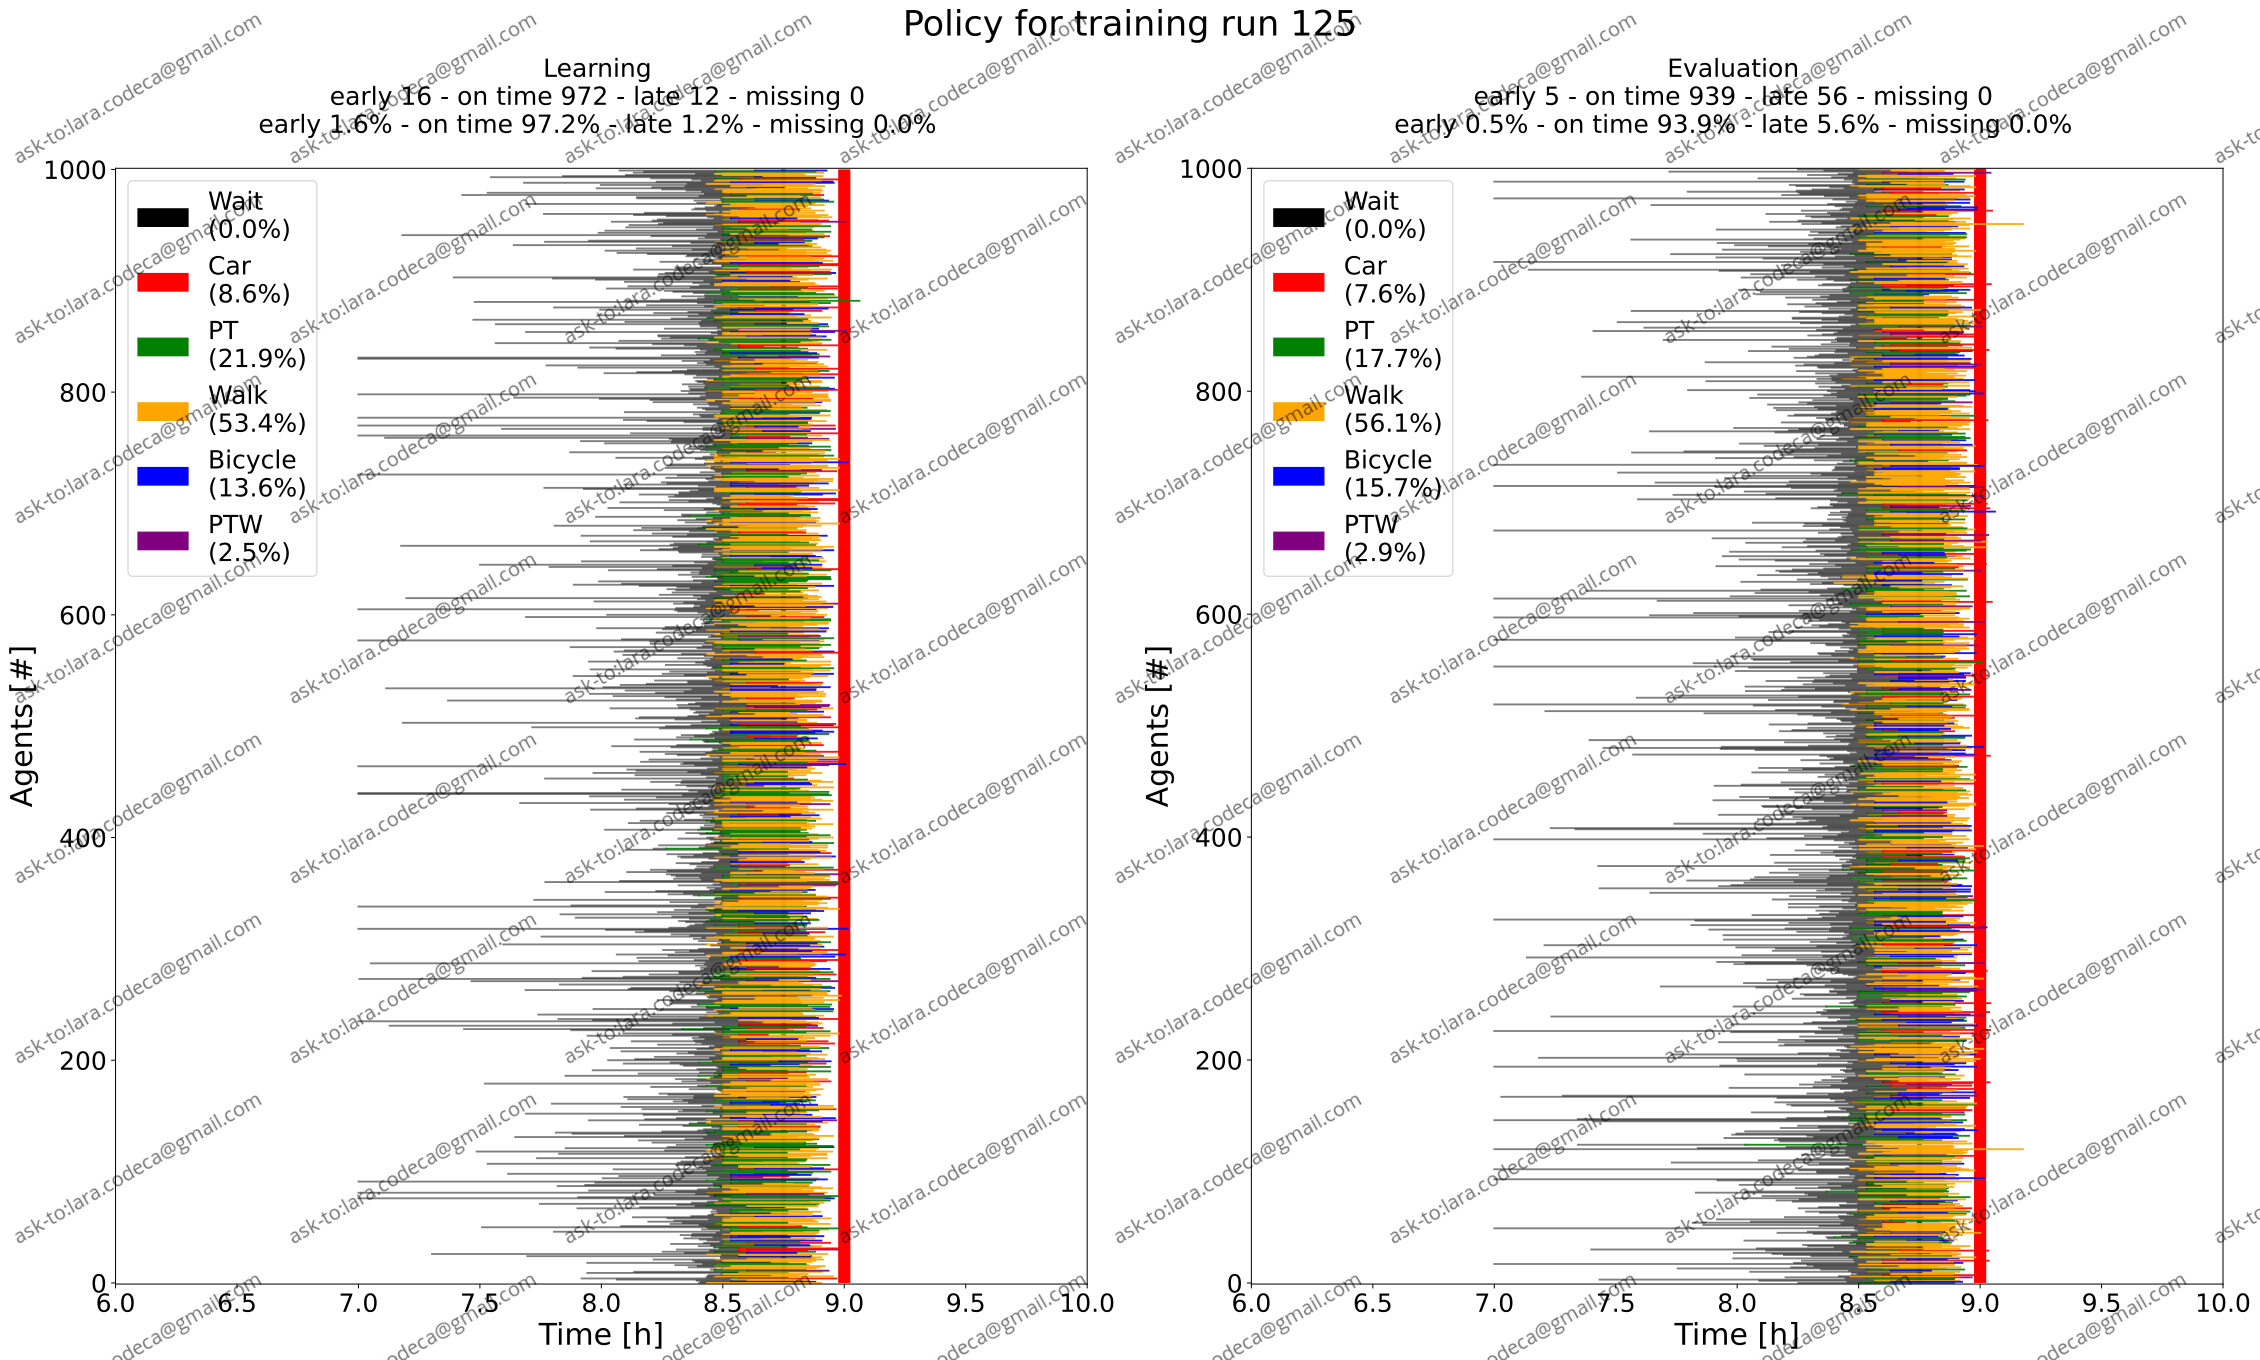 Policy for training run 125
Learning
early 16 - on time 972 - late 12 - missing 0
early 1.6% - on time 97.2% - late 1.2% - missing 0.0%
Wait
(0.0%)
Car
(8.6%)
PT
(21.9%)
Walk
(53.4%)
Bicycle
(13.6%)
PTW
(2.5%)
Agents [#]
1000
800
600
400
200
0
6.0 6.5 7.0 7.5 8.0 8.5 9.0 9.5 10.0
Time [h]
Evaluation
early 5 - on time 939 - late 56 - missing 0
early 0.5% - on time 93.9% - late 5.6% - missing 0.0%
Wait
(0.0%)
Car
(7.6%)
PT
(17.7%)
Walk
(56.1%)
Bicycle
(15.7%)
PTW
(2.9%)
Agents [#]
1000
800
600
400
200
0
6.0 6.5 7.0 7.5 8.0 8.5 9.0 9.5 10.0
Time [h]
ask-to:lara.codeca@gmail.com